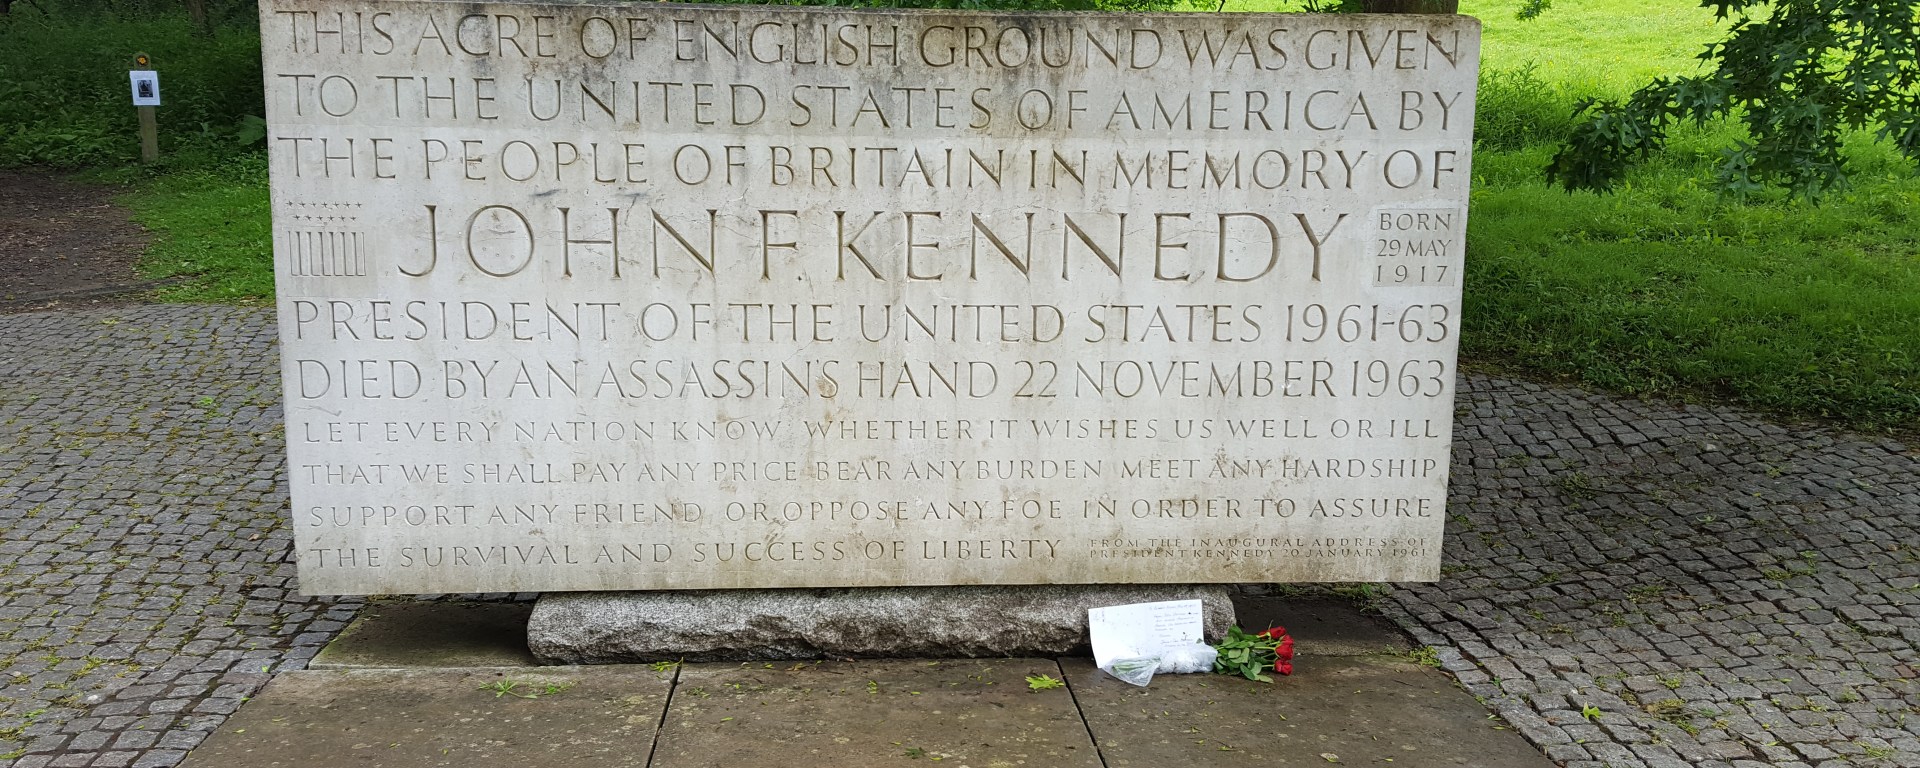 THIS ACRE OF ENGLISH GROUND WAS GIVEN
TO THE UNITED STATES OF AMERICA BY
THE PEOPLE OF BRITAIN IN MEMORY OF
JOHN F. KENNEDY
BORN
29 MAY
1917
PRESIDENT OF THE UNITED STATES 1961-63
DIED BY AN ASSASSIN'S HAND 22 NOVEMBER 1963
LET EVERY NATION KNOW WHETHER IT WISHES US WELL OR ILL
THAT WE SHALL PAY ANY PRICE BEAR ANY BURDEN MEET ANY HARDSHIP
SUPPORT ANY FRIEND OR OPPOSE ANY FOE IN ORDER TO ASSURE
THE SURVIVAL AND SUCCESS OF LIBERTY
FROM THE INAUGURAL ADDRESS OF
PRESIDENT KENNEDY 20 JANUARY 1961